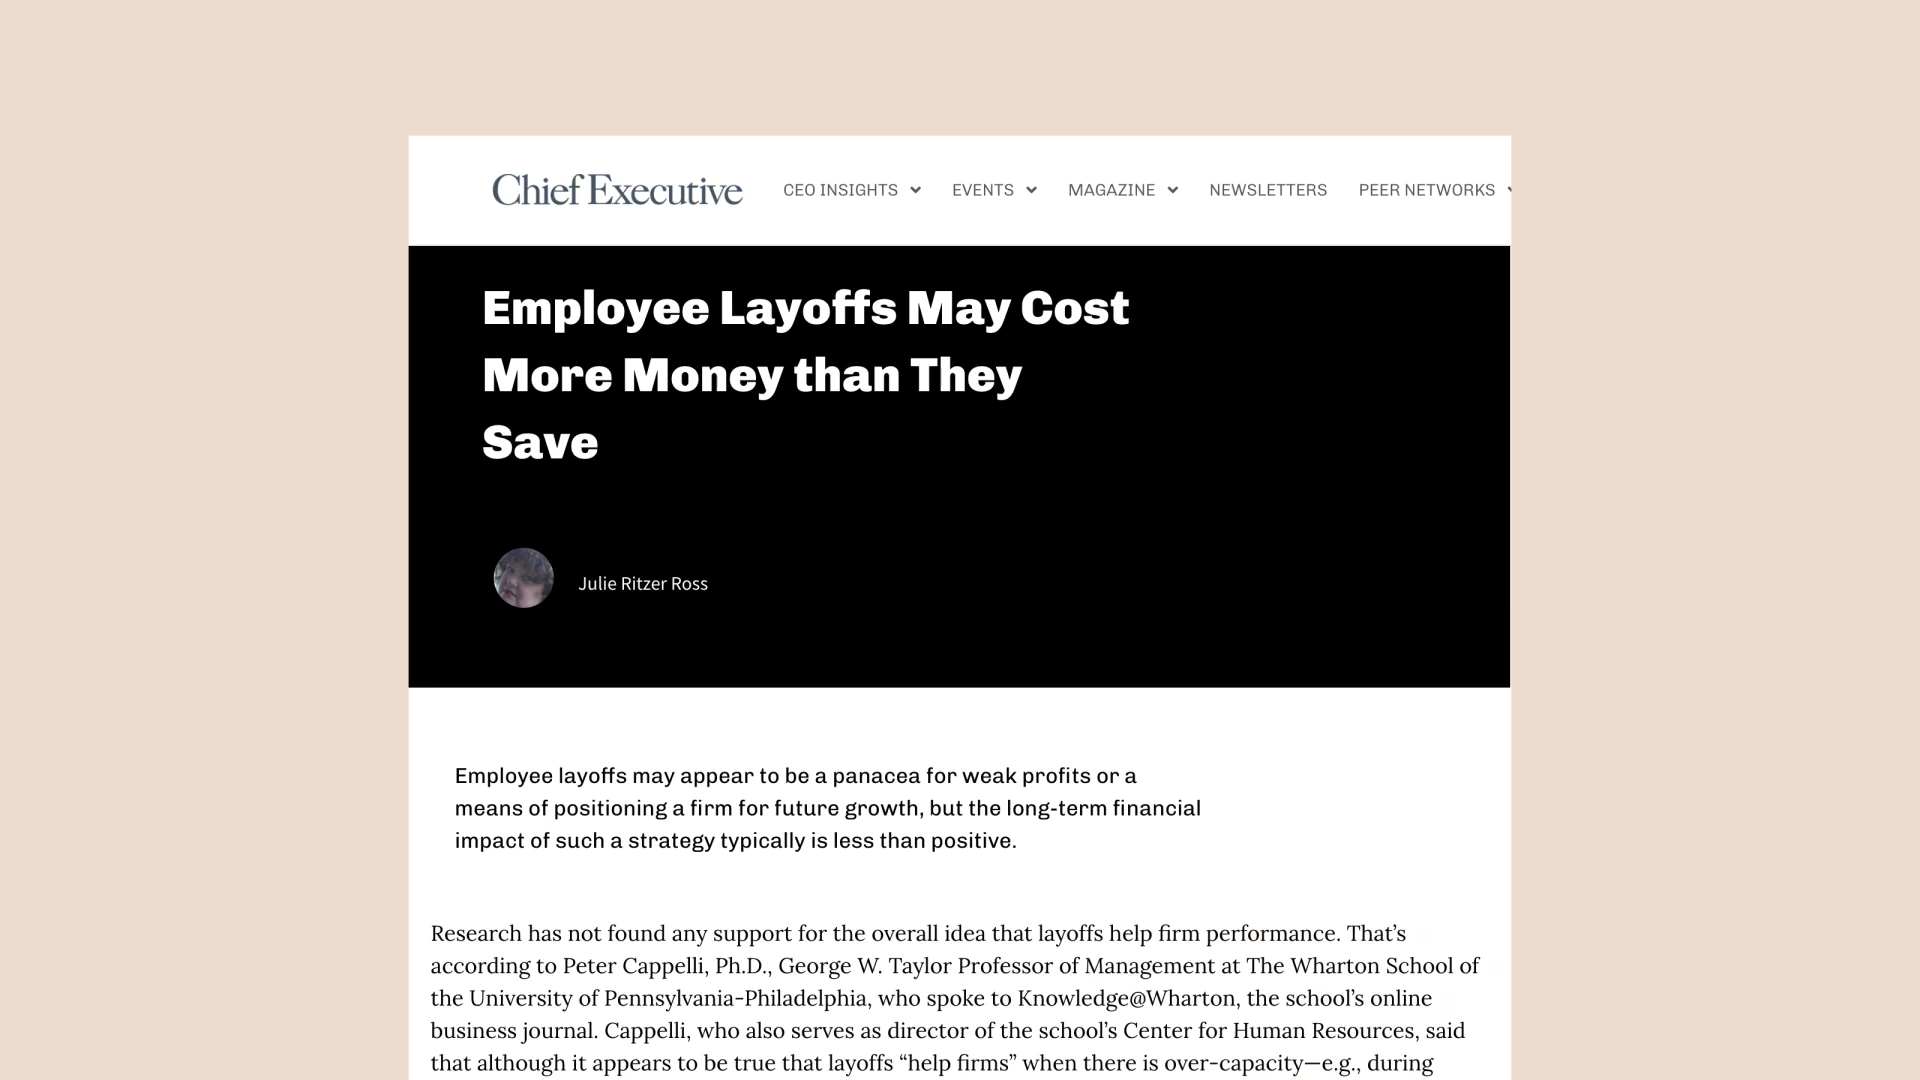 Chief Executive CEO INSIGHTS EVENTS MAGAZINE NEWSLETTERS PEER NETWORKS
Employee Layoffs May Cost
More Money than They
Save
Julie Ritzer Ross
Employee layoffs may appear to be a panacea for weak profits or a
means of positioning a firm for future growth, but the long-term financial
impact of such a strategy typically is less than positive.
Research has not found any support for the overall idea that layoffs help firm performance. That’s
according to Peter Cappelli, Ph.D., George W. Taylor Professor of Management at The Wharton School of
the University of Pennsylvania-Philadelphia, who spoke to Knowledge@Wharton, the school’s online
business journal. Cappelli, who also serves as director of the school’s Center for Human Resources, said
that although it appears to be true that layoffs “help firms” when there is over-capacity—e.g., during